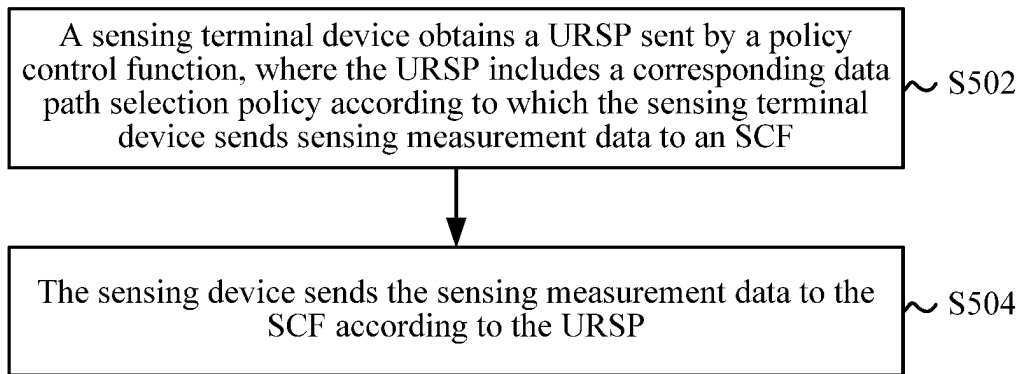 A sensing terminal device obtains a URSP sent by a policy
control function, where the URSP includes a corresponding data
path selection policy according to which the sensing terminal
device sends sensing measurement data to an SCF
S502
The sensing device sends the sensing measurement data to the
SCF according to the URSP
S504